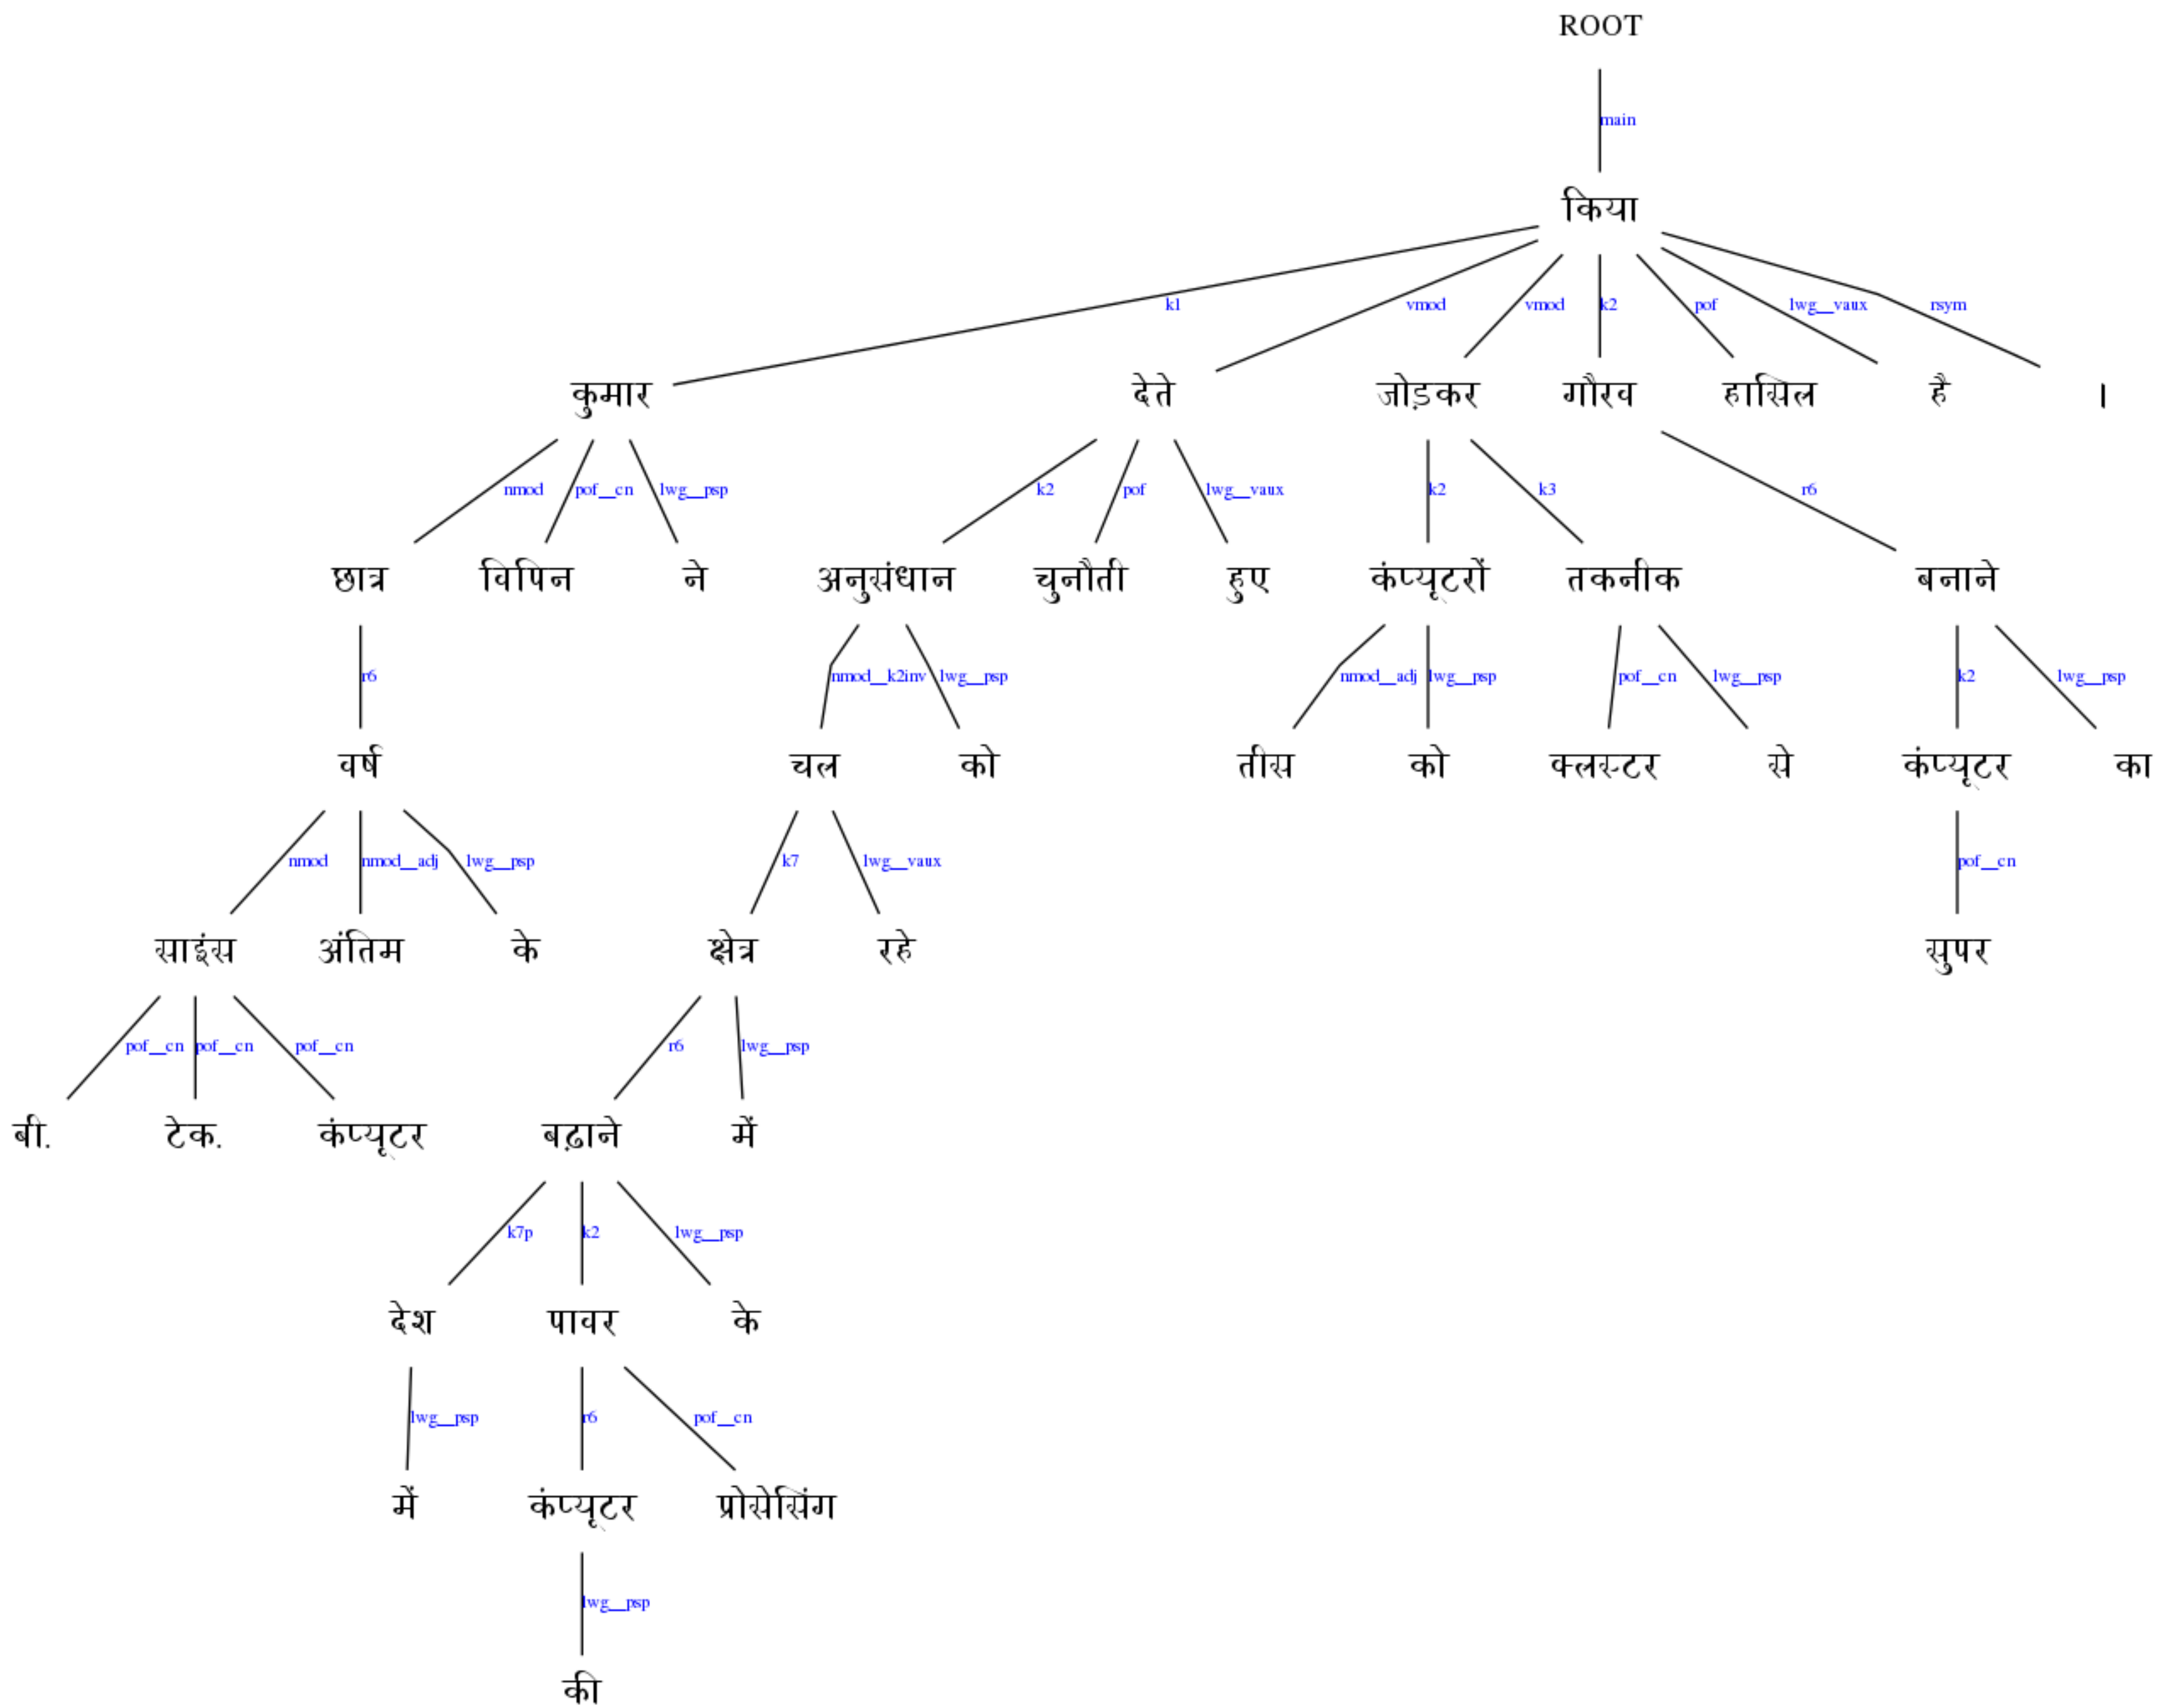 ROOT
main
किया
k1 vmod vmod k2 pof lwg__vaux rsym
कुमार देते जोड़कर गौरव हासिल है ।
nmod pof__cn lwg__psp k2 pof lwg__vaux k2 k3 r6
छात्र विपिन ने अनुसंधान चुनौती हुए कंप्यूटरों तकनीक बनाने
r6 nmod__k2inv lwg__psp nmod__adj lwg__psp pof__cn lwg__psp k2 lwg__psp
वर्ष चल को तीस को क्लस्टर से कंप्यूटर का
nmod nmod__adj lwg__psp k7 lwg__vaux pof__cn
साइंस अंतिम के क्षेत्र रहे सुपर
pof__cn pof__cn pof__cn r6 lwg__psp
बी. टेक. कंप्यूटर बढ़ाने में
k7p k2 lwg__psp
देश पावर के
lwg__psp r6 pof__cn
में कंप्यूटर प्रोसेसिंग
lwg__psp
की